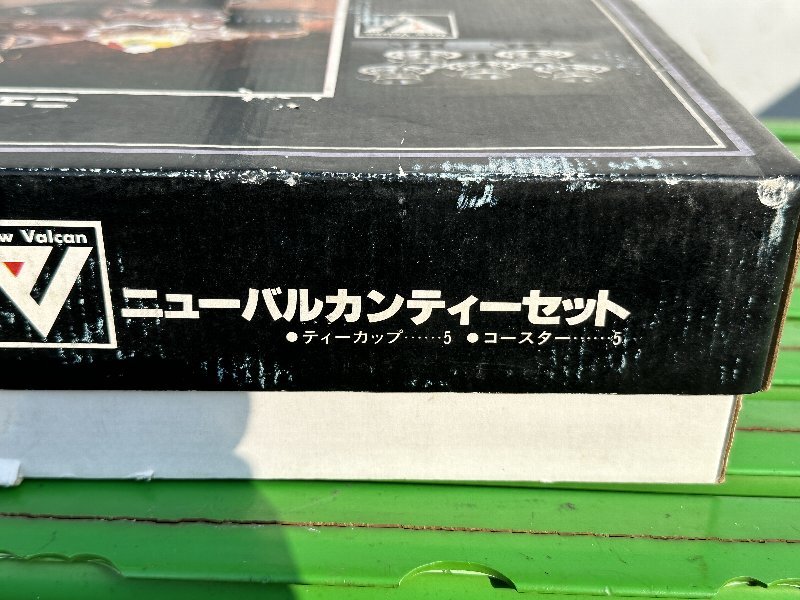 w Valcan
ニューバルカンティーセット
●ティーカップ……5 ●コースター……5